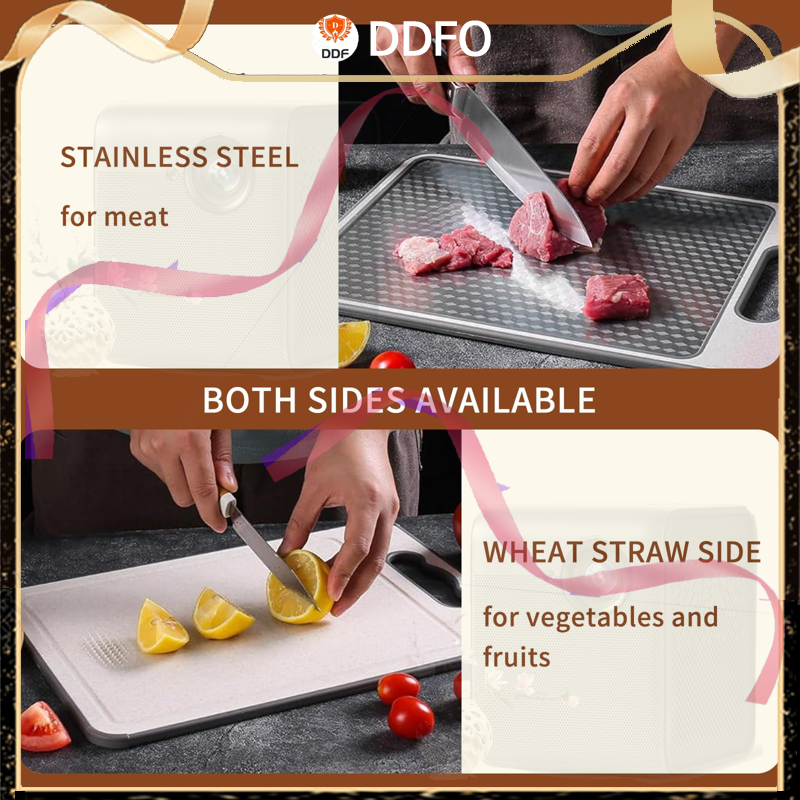 DDF
DDFO
STAINLESS STEEL
for meat
BOTH SIDES AVAILABLE
WHEAT STRAW SIDE
for vegetables and
fruits